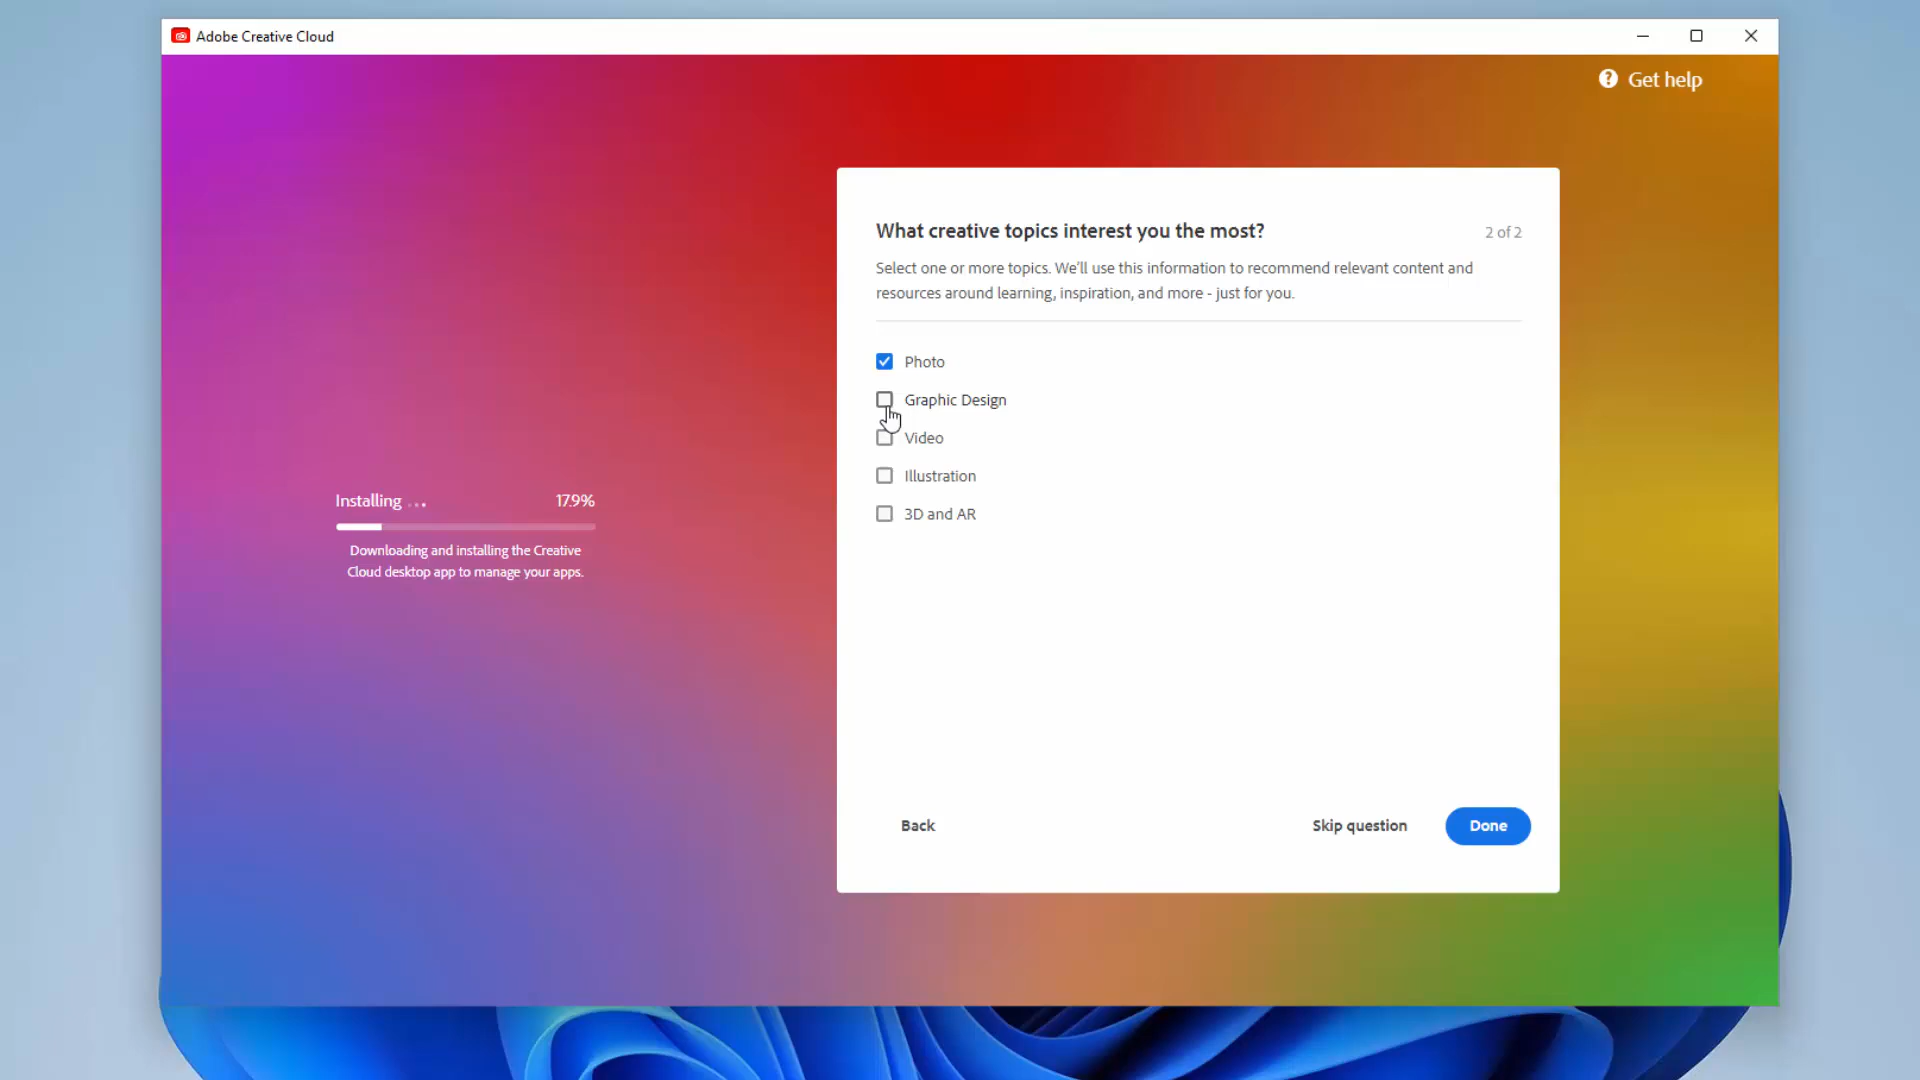 Adobe Creative Cloud
Get help
What creative topics interest you the most?
2 of 2
Select one or more topics. We'll use this information to recommend relevant content and
resources around learning, inspiration, and more - just for you.
Photo
Graphic Design
Video
Illustration
3D and AR
Installing ...
17.9%
Downloading and installing the Creative
Cloud desktop app to manage your apps.
Back
Skip question
Done